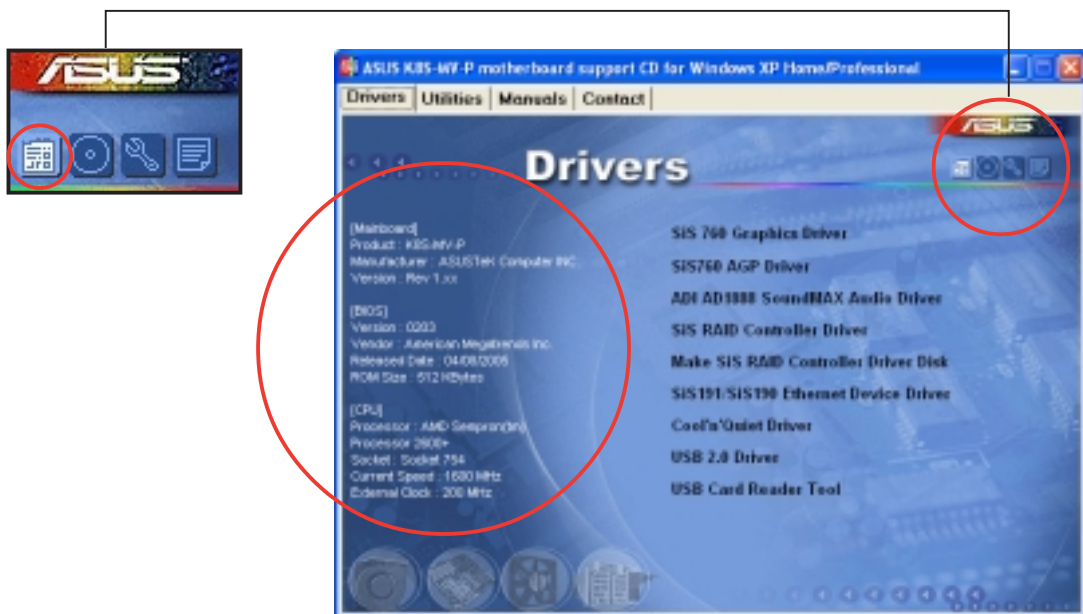 ASUS
ASUS K8S-MV-P motherboard support CD for Windows XP Home/Professional
Drivers Utilities Manuals Contact
ASUS
Drivers
[Mainboard]
Product : K8S-MV-P
Manufacturer : ASUSTeK Computer INC.
Version : Rev 1.xx
[BIOS]
Version : 0203
Vendor : American Megatrends Inc.
Released Date : 04/08/2005
ROM Size : 512 KBytes
[CPU]
Processor : AMD Sempron(tm)
Processor 2600+
Socket : Socket 754
Current Speed : 1600 MHz
External Clock : 200 MHz
SiS 760 Graphics Driver
SiS760 AGP Driver
ADI AD1888 SoundMAX Audio Driver
SiS RAID Controller Driver
Make SiS RAID Controller Driver Disk
SiS191/SiS190 Ethernet Device Driver
Cool'n'Quiet Driver
USB 2.0 Driver
USB Card Reader Tool